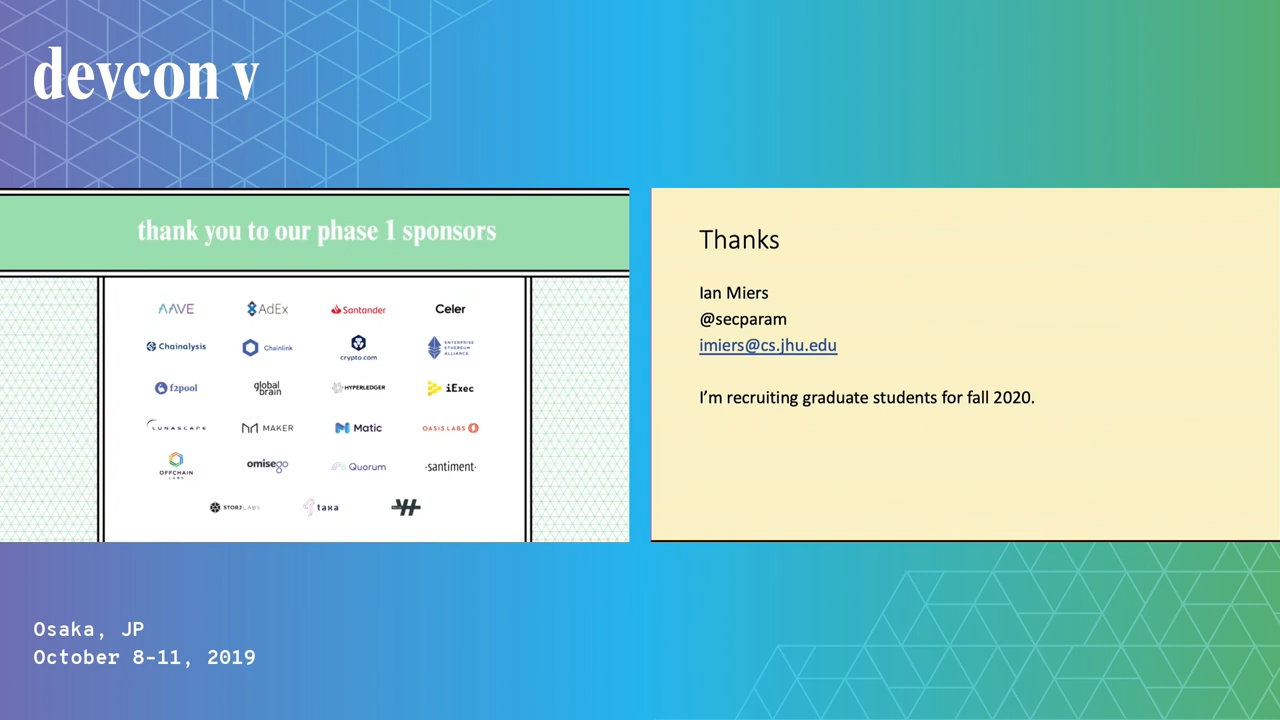 devcon v
thank you to our phase 1 sponsors
AAVE
AdEx
Santander
Celer
Chainalysis
Chainlink
crypto.com
ENTERPRISE
ETHEREUM
ALLIANCE
f2pool
global
brain
HYPERLEDGER
iExec
LUNASCAPE
MAKER
Matic
OASIS LABS
OFFCHAIN
LABS
omisego
Quorum
·santiment·
STORJ LABS
taxa
Thanks
Ian Miers
@secparam
imiers@cs.jhu.edu
I'm recruiting graduate students for fall 2020.
Osaka, JP
October 8-11, 2019